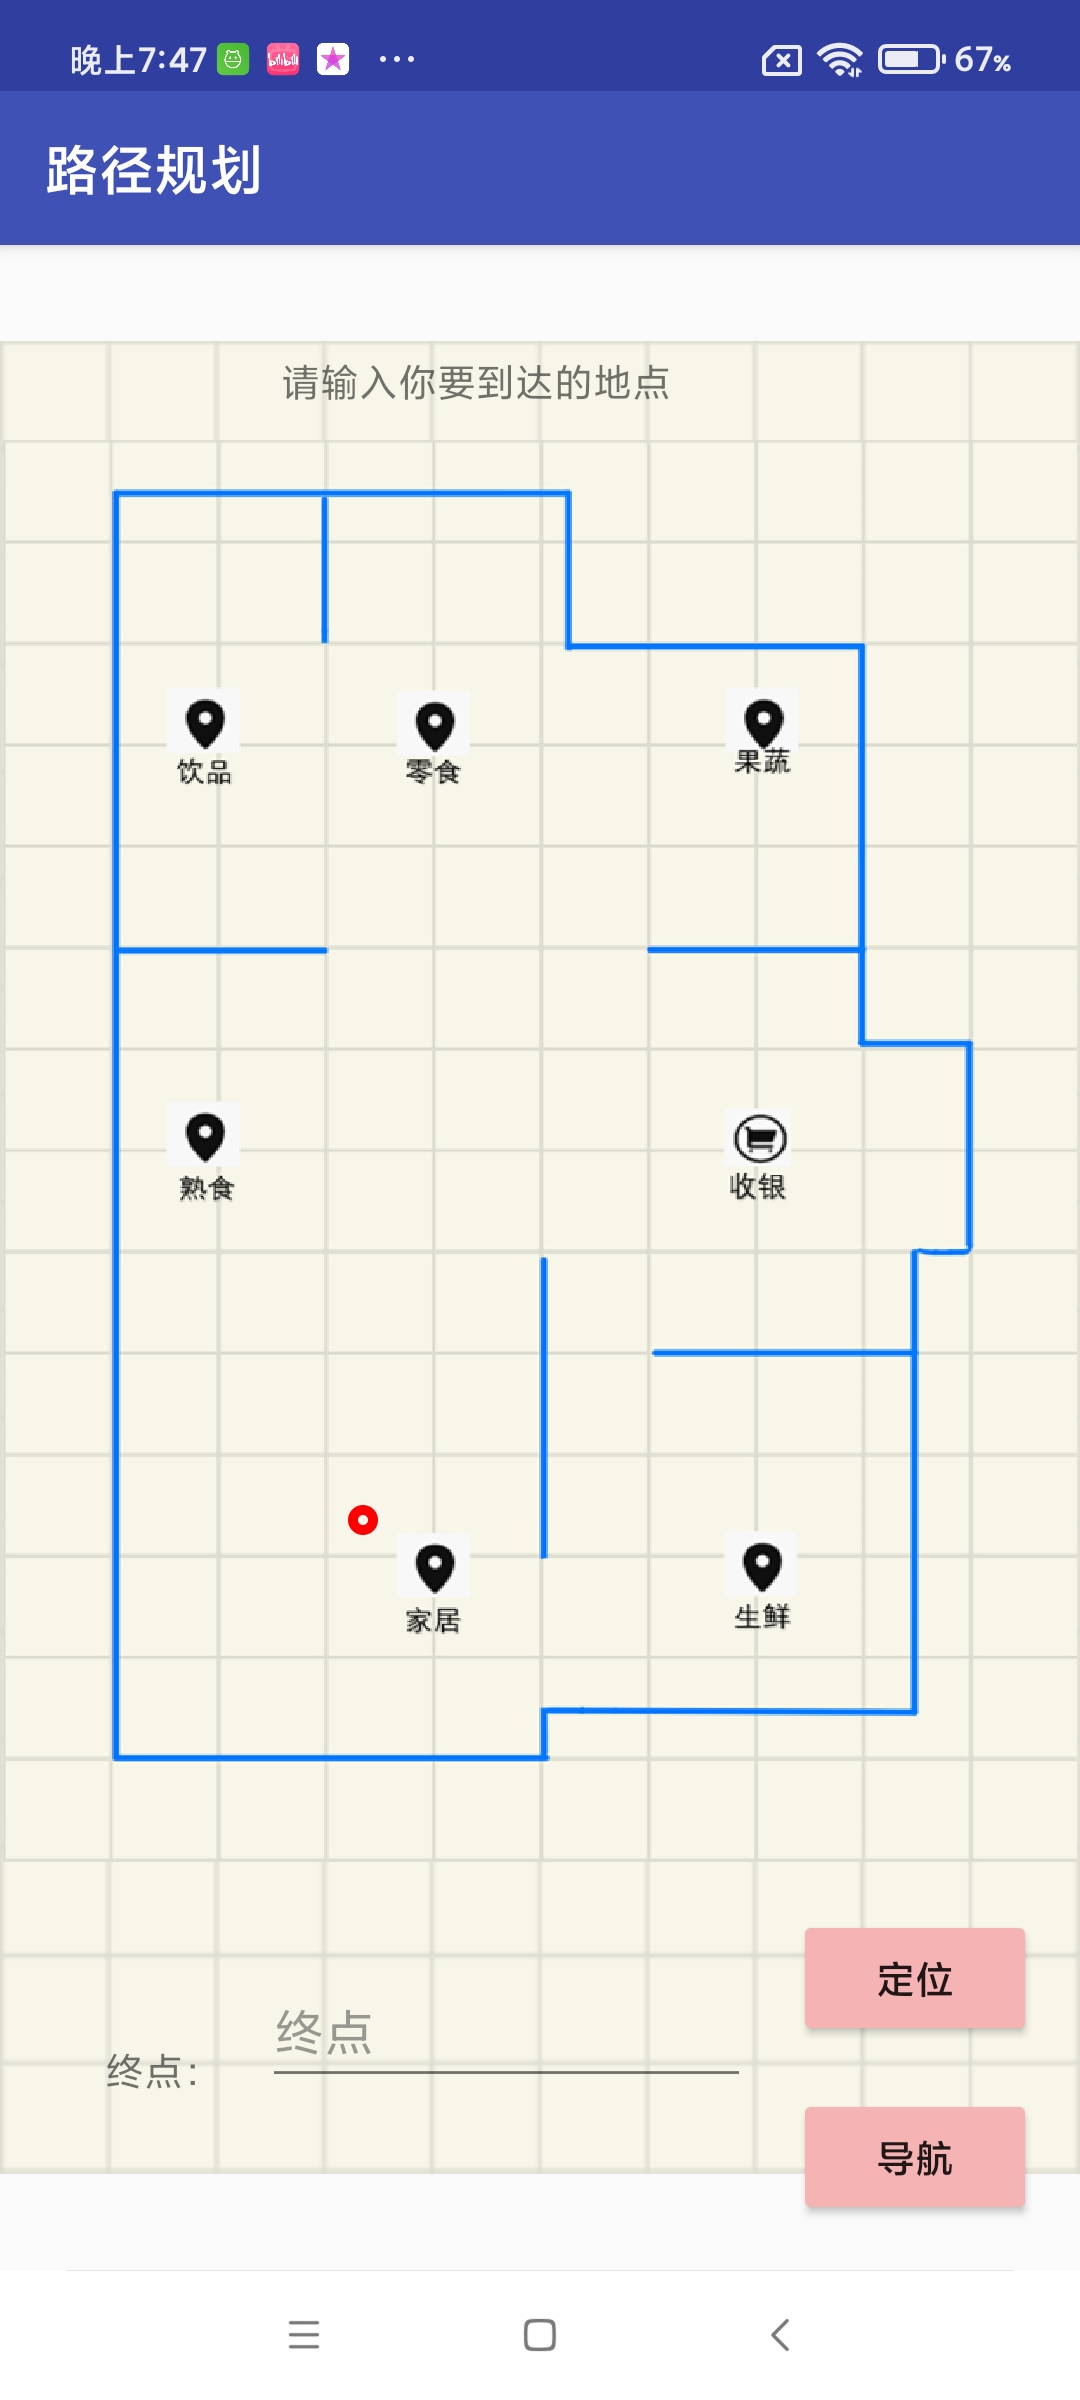 晚上7:47
67%
路径规划
请输入你要到达的地点
饮品
零食
果蔬
熟食
收银
家居
生鲜
定位
终点
终点:
导航